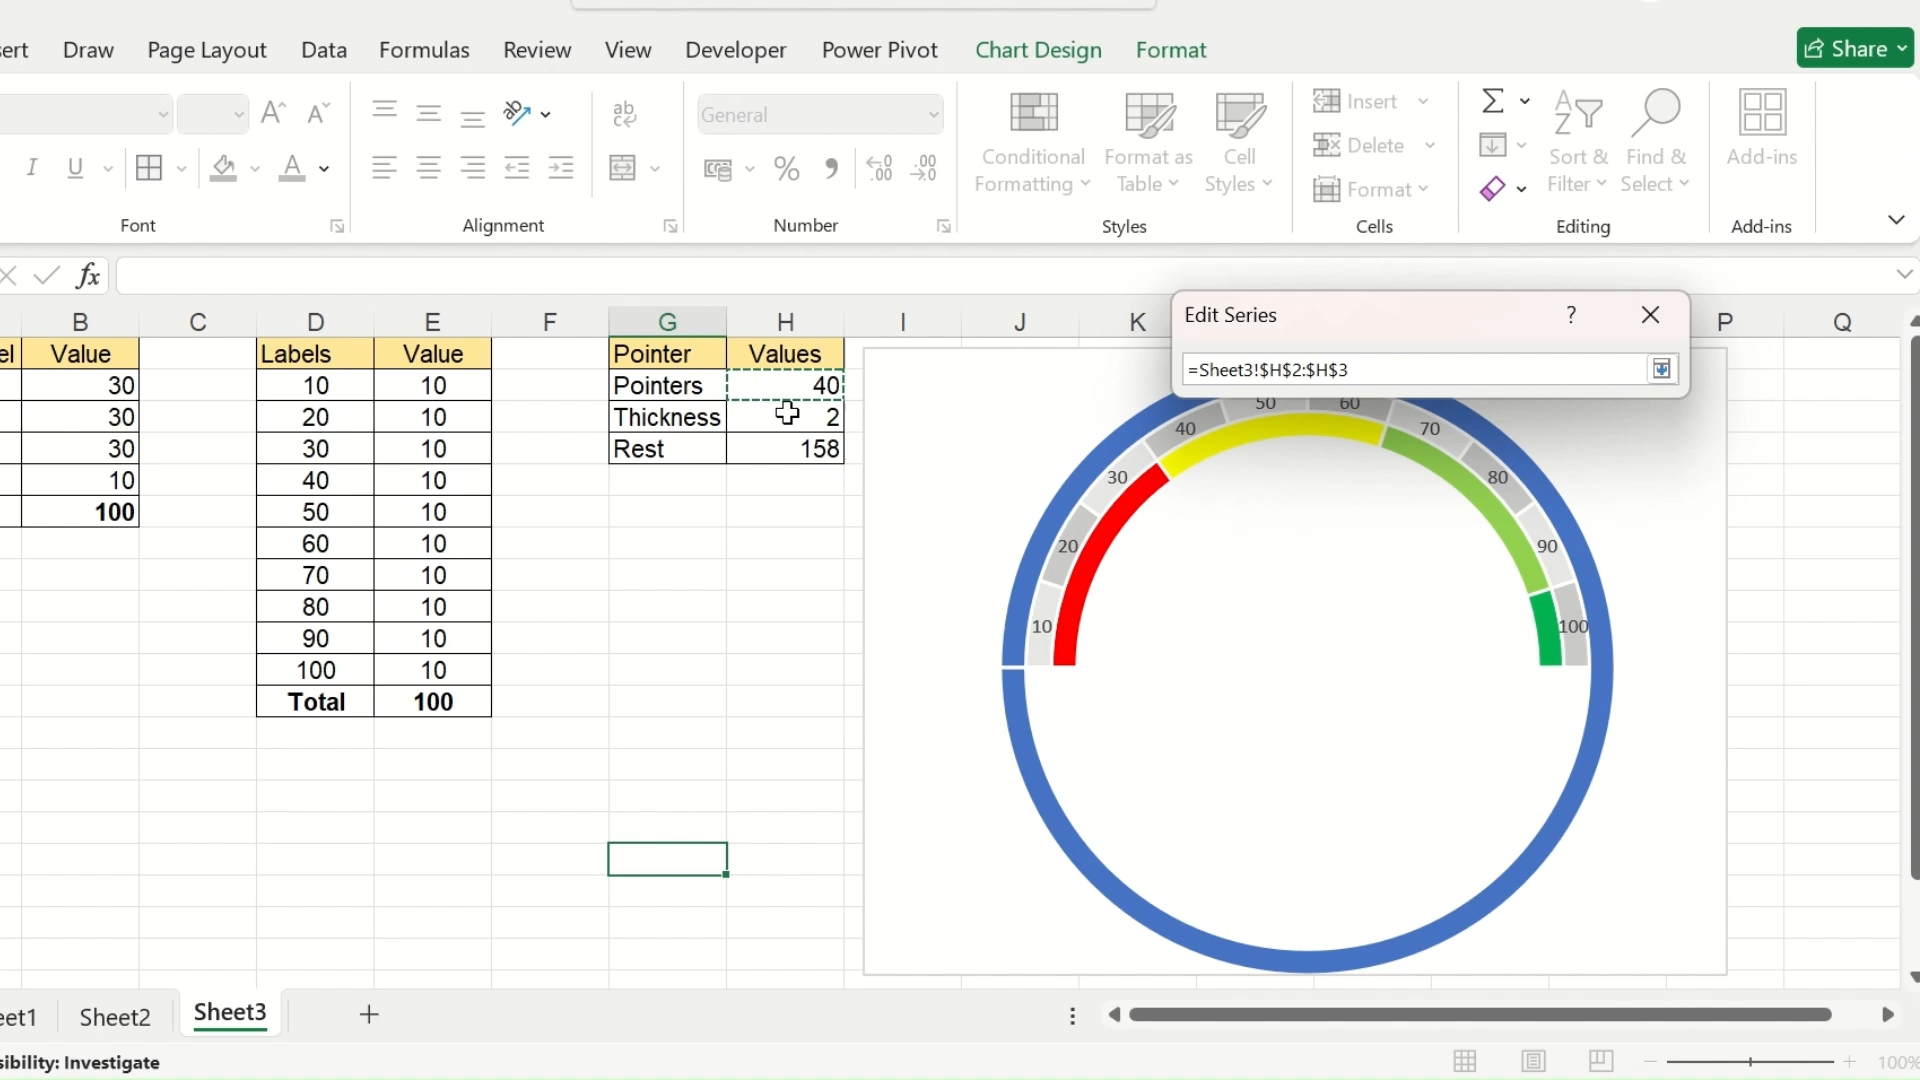 ert Draw Page Layout Data Formulas Review View Developer Power Pivot Chart Design Format Share
General
ab
Conditional Formatting
Format as Table
Cell Styles
Insert
Delete
Format
Sort & Filter
Find & Select
Add-ins
Font Alignment Number Styles Cells Editing Add-ins
fx
Edit Series ?
=Sheet3!$H$2:$H$3
B C D E F G H I J K P Q
el Value Labels Value Pointer Values
30 10 10 Pointers 40
30 20 10 Thickness 2
30 30 10 Rest 158
10 40 10
100 50 10
60 10
70 10
80 10
90 10
100 10
Total 100
10
20
30
40
50
60
70
80
90
100
eet1 Sheet2 Sheet3
sibility: Investigate
100%